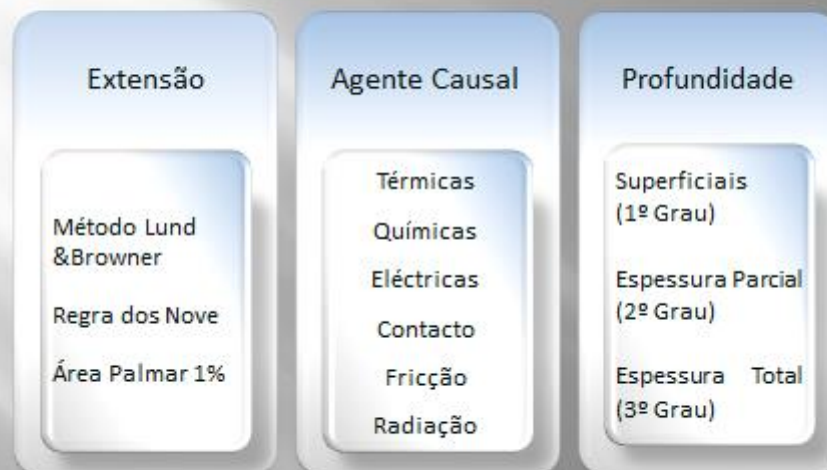 Extensão
Método Lund
&Browner
Regra dos Nove
Área Palmar 1%
Agente Causal
Térmicas
Químicas
Eléctricas
Contacto
Fricção
Radiação
Profundidade
Superficiais
(1º Grau)
Espessura Parcial
(2º Grau)
Espessura Total
(3º Grau)